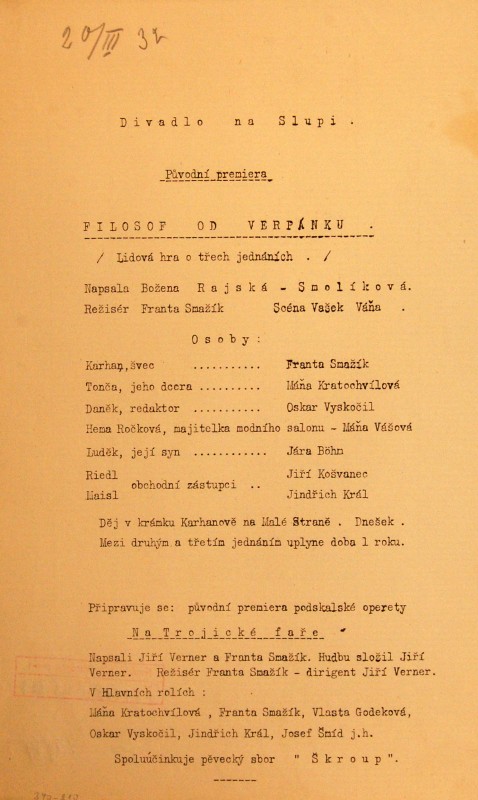 20/III 32
Divadlo na Slupi .
Původní premiera
FILOSOF OD VERPÁNKU .
/ Lidová hra o třech jednáních . /
Napsala Božena Rajská - Smolíková.
Režisér Franta Smažík Scéna Vašek Váňa .
Osoby:
Karhan,švec ........... Franta Smažík
Tonča, jeho dcera .......... Máňa Kratochvílová
Daněk, redaktor ........... Oskar Vyskočil
Hema Ročková, majitelka modního salonu - Máňa Vášová
Luděk, její syn ............ Jára Böhm
Riedl Jiří Košvanec
obchodní zástupci ..
Maisl Jindřich Král
Děj v krámku Karhanově na Malé Straně . Dnešek .
Mezi druhým a třetím jednáním uplyne doba 1 roku.
Připravuje se: původní premiera podskalské operety
Na Trojické faře
Napsali Jiří Verner a Franta Smažík. Hudbu složil Jiří
Verner. Režisér Franta Smažík - dirigent Jiří Verner.
V Hlavních rolích :
Máňa Kratochvílová , Franta Smažík, Vlasta Godeková,
Oskar Vyskočil, Jindřich Král, Josef Šmíd j.h.
Spoluúčinkuje pěvecký sbor " Škroup ".